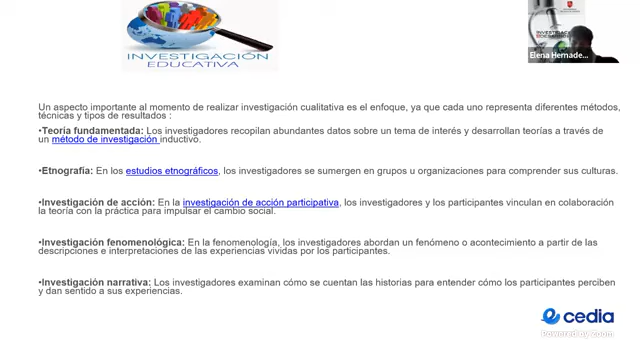 INVESTIGACIÓN
EDUCATIVA
Elena Hernade...
Un aspecto importante al momento de realizar investigación cualitativa es el enfoque, ya que cada uno representa diferentes métodos,
técnicas y tipos de resultados :
•Teoría fundamentada: Los investigadores recopilan abundantes datos sobre un tema de interés y desarrollan teorías a través de
un método de investigación inductivo.
•Etnografía: En los estudios etnográficos, los investigadores se sumergen en grupos u organizaciones para comprender sus culturas.
•Investigación de acción: En la investigación de acción participativa, los investigadores y los participantes vinculan en colaboración
la teoría con la práctica para impulsar el cambio social.
•Investigación fenomenológica: En la fenomenología, los investigadores abordan un fenómeno o acontecimiento a partir de las
descripciones e interpretaciones de las experiencias vividas por los participantes.
•Investigación narrativa: Los investigadores examinan cómo se cuentan las historias para entender cómo los participantes perciben
y dan sentido a sus experiencias.
cedia
Powered by Zoom